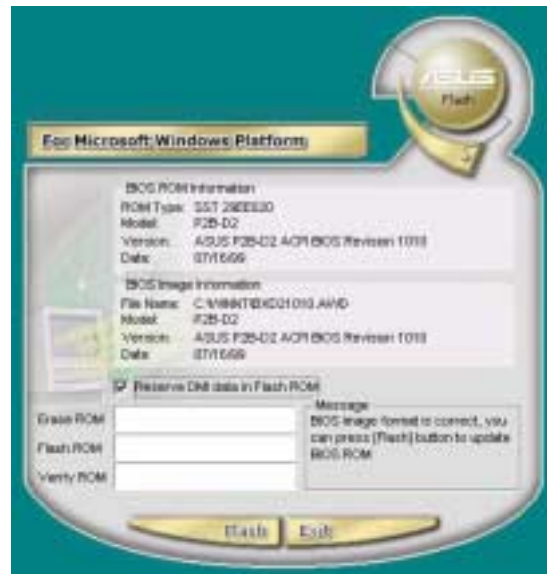 ASUS
Flash
For Microsoft Windows Platform
BIOS ROM Information
ROM Type: SST 29EE020
Model: P2B-D2
Version: ASUS P2B-D2 ACPI BIOS Revision 1010
Date: 07/16/99
BIOS Image Information
File Name: C:\WINNT\BXD21010.AWD
Model: P2B-D2
Version: ASUS P2B-D2 ACPI BIOS Revision 1010
Date: 07/16/99
Reserve DMI data in Flash ROM
Erase ROM
Flash ROM
Verify ROM
Message
BIOS image format is correct, you
can press [Flash] button to update
BIOS ROM
Flash
Exit